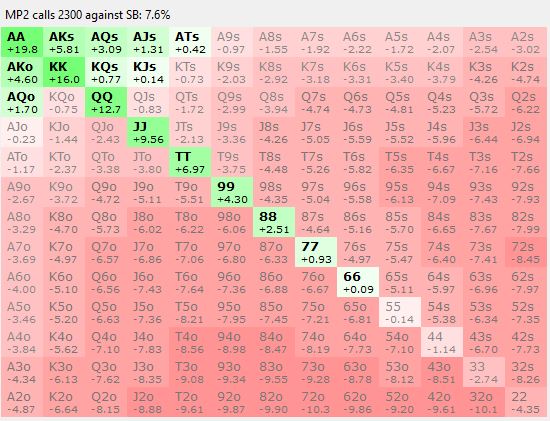 MP2 calls 2300 against SB: 7.6%
AA AKs AQs AJs ATs A9s A8s A7s A6s A5s A4s A3s A2s
+19.8 +5.81 +3.09 +1.31 +0.42 -0.97 -1.55 -1.92 -2.22 -1.72 -2.07 -2.54 -3.02
AKo KK KQs KJs KTs K9s K8s K7s K6s K5s K4s K3s K2s
+4.60 +16.0 +0.77 +0.14 -0.73 -2.03 -2.92 -3.18 -3.31 -3.40 -3.79 -4.26 -4.74
AQo KQo QQ QJs QTs Q9s Q8s Q7s Q6s Q5s Q4s Q3s Q2s
+1.70 -0.75 +12.7 -0.83 -1.72 -2.99 -3.94 -4.74 -4.73 -4.81 -5.23 -5.72 -6.22
AJo KJo QJo JJ JTs J9s J8s J7s J6s J5s J4s J3s J2s
-0.23 -1.44 -2.43 +9.56 -2.13 -3.36 -4.26 -5.05 -5.59 -5.52 -5.96 -6.44 -6.94
ATo KTo QTo JTo TT T9s T8s T7s T6s T5s T4s T3s T2s
-1.17 -2.37 -3.38 -3.80 +6.97 -3.75 -4.48 -5.26 -5.82 -6.35 -6.67 -7.16 -7.66
A9o K9o Q9o J9o T9o 99 98s 97s 96s 95s 94s 93s 92s
-2.67 -3.72 -4.72 -5.11 -5.51 +4.30 -4.35 -5.04 -5.58 -6.13 -7.09 -7.43 -7.93
A8o K8o Q8o J8o T8o 98o 88 87s 86s 85s 84s 83s 82s
-3.29 -4.70 -5.73 -6.02 -6.22 -6.06 +2.51 -4.64 -5.16 -5.70 -6.65 -7.67 -7.99
A7o K7o Q7o J7o T7o 97o 87o 77 76s 75s 74s 73s 72s
-3.69 -4.97 -6.57 -6.86 -7.06 -6.80 -6.33 +0.93 -4.97 -5.47 -6.40 -7.41 -8.45
A6o K6o Q6o J6o T6o 96o 86o 76o 66 65s 64s 63s 62s
-4.00 -5.10 -6.56 -7.43 -7.64 -7.36 -6.88 -6.67 +0.09 -5.11 -5.97 -6.96 -7.97
A5o K5o Q5o J5o T5o 95o 85o 75o 65o 55 54s 53s 52s
-3.46 -5.20 -6.63 -7.36 -8.21 -7.95 -7.45 -7.21 -6.81 -0.14 -5.38 -6.34 -7.35
A4o K4o Q4o J4o T4o 94o 84o 74o 64o 54o 44 43s 42s
-3.84 -5.62 -7.10 -7.83 -8.56 -8.98 -8.47 -8.19 -7.73 -7.10 -1.14 -6.70 -7.73
A3o K3o Q3o J3o T3o 93o 83o 73o 63o 53o 43o 33 32s
-4.34 -6.13 -7.62 -8.35 -9.08 -9.34 -9.55 -9.28 -8.78 -8.12 -8.51 -2.74 -8.26
A2o K2o Q2o J2o T2o 92o 82o 72o 62o 52o 42o 32o 22
-4.87 -6.64 -8.15 -8.88 -9.61 -9.87 -9.90 -10.3 -9.86 -9.20 -9.61 -10.1 -4.35